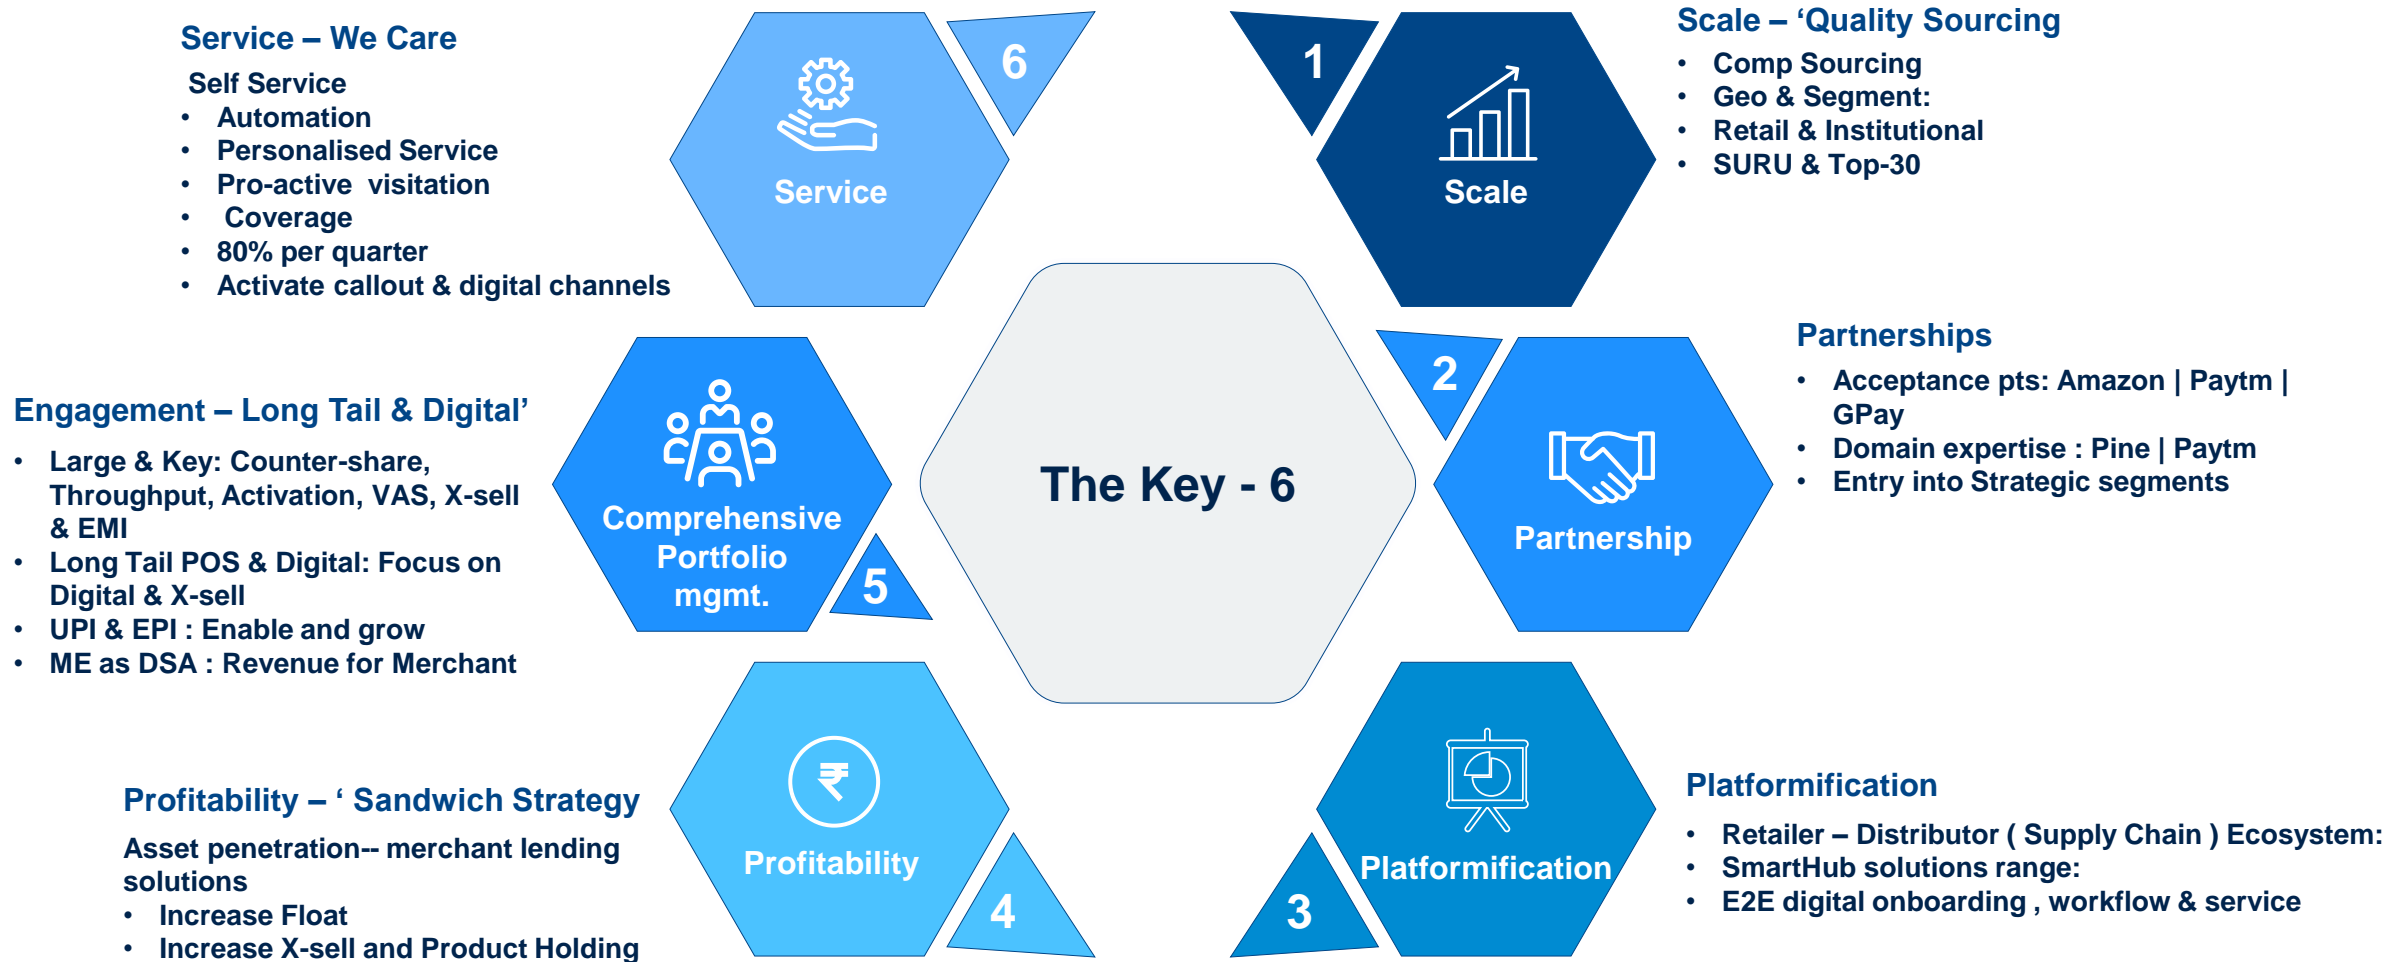 The Key - 6
1
Scale
Scale – ‘Quality Sourcing
• Comp Sourcing
• Geo & Segment:
• Retail & Institutional
• SURU & Top-30
2
Partnership
Partnerships
• Acceptance pts: Amazon | Paytm |
GPay
• Domain expertise : Pine | Paytm
• Entry into Strategic segments
3
Platformification
Platformification
• Retailer – Distributor ( Supply Chain ) Ecosystem:
• SmartHub solutions range:
• E2E digital onboarding , workflow & service
4
Profitability
Profitability – ‘ Sandwich Strategy
Asset penetration-- merchant lending
solutions
• Increase Float
• Increase X-sell and Product Holding
5
Comprehensive
Portfolio
mgmt.
Engagement – Long Tail & Digital’
• Large & Key: Counter-share,
Throughput, Activation, VAS, X-sell
& EMI
• Long Tail POS & Digital: Focus on
Digital & X-sell
• UPI & EPI : Enable and grow
• ME as DSA : Revenue for Merchant
6
Service
Service – We Care
Self Service
• Automation
• Personalised Service
• Pro-active visitation
• Coverage
• 80% per quarter
• Activate callout & digital channels
₹